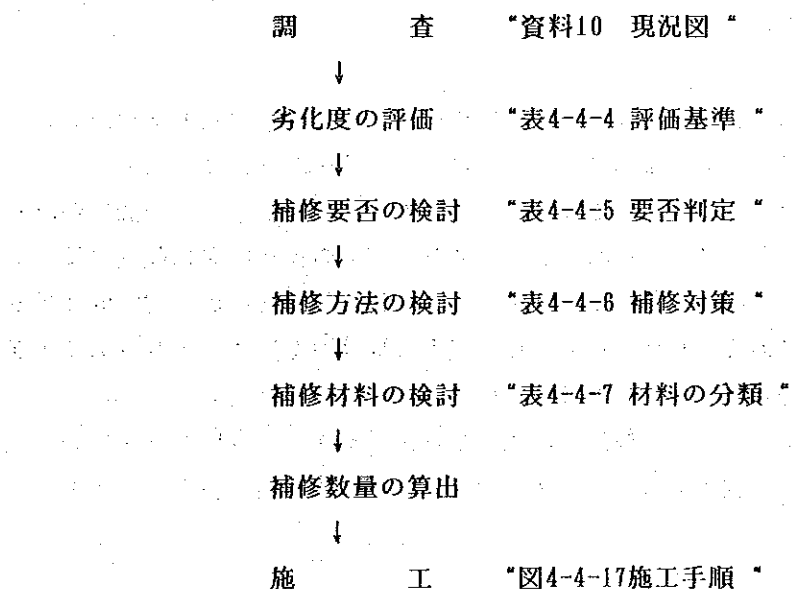 調　　　査　"資料10　現況図"
↓
劣化度の評価　"表4-4-4 評価基準"
↓
補修要否の検討　"表4-4-5 要否判定"
↓
補修方法の検討　"表4-4-6 補修対策"
↓
補修材料の検討　"表4-4-7 材料の分類"
↓
補修数量の算出
↓
施　　　工　"図4-4-17施工手順"